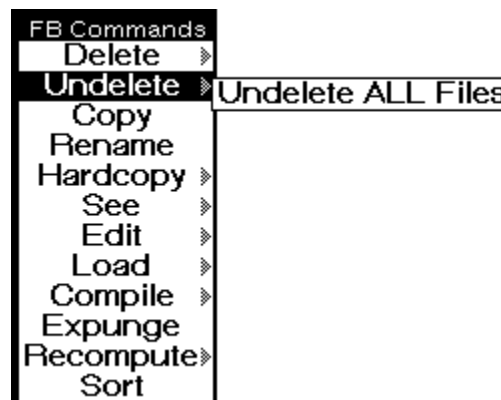 FB Commands
Delete
Undelete
Undelete ALL Files
Copy
Rename
Hardcopy
See
Edit
Load
Compile
Expunge
Recompute
Sort